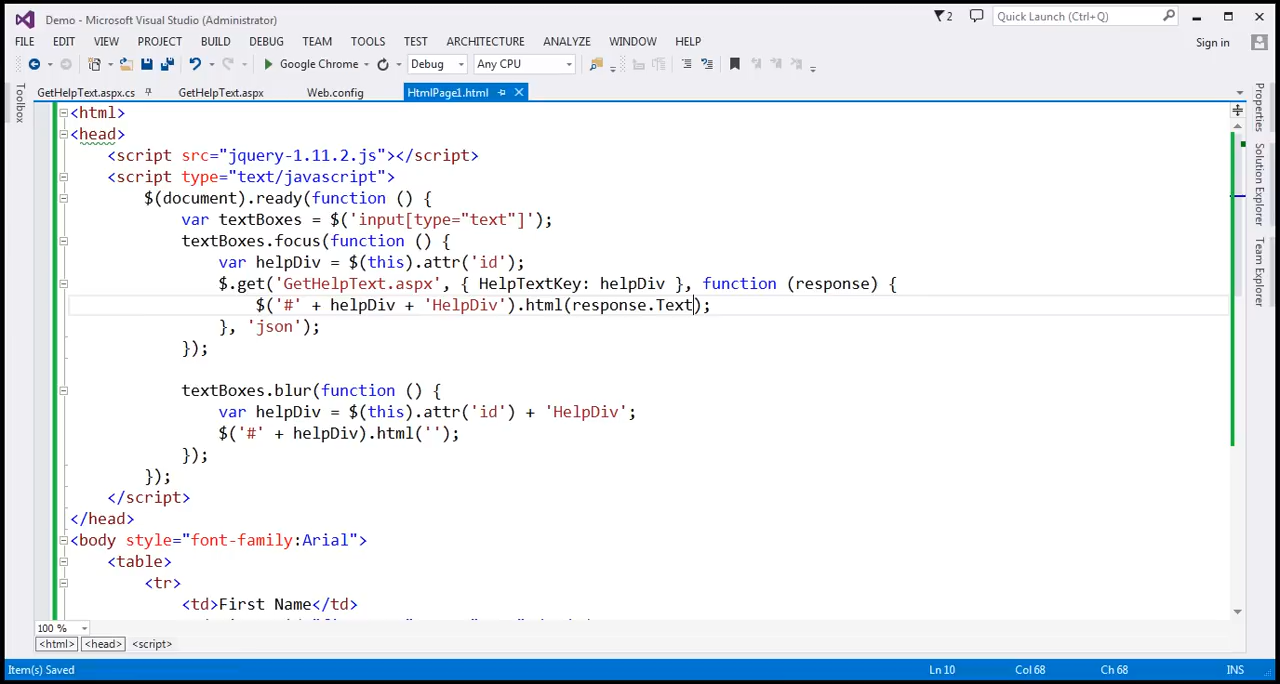 Demo - Microsoft Visual Studio (Administrator)
2
Quick Launch (Ctrl+Q)
FILE EDIT VIEW PROJECT BUILD DEBUG TEAM TOOLS TEST ARCHITECTURE ANALYZE WINDOW HELP
Sign in
Google Chrome Debug Any CPU
GetHelpText.aspx.cs GetHelpText.aspx Web.config HtmlPage1.html
Toolbox
Properties
Solution Explorer
Team Explorer
<html>
<head>
<script src="jquery-1.11.2.js"></script>
<script type="text/javascript">
$(document).ready(function () {
var textBoxes = $('input[type="text"]');
textBoxes.focus(function () {
var helpDiv = $(this).attr('id');
$.get('GetHelpText.aspx', { HelpTextKey: helpDiv }, function (response) {
$('#' + helpDiv + 'HelpDiv').html(response.Text);
}, 'json');
});
textBoxes.blur(function () {
var helpDiv = $(this).attr('id') + 'HelpDiv';
$('#' + helpDiv).html('');
});
});
</script>
</head>
<body style="font-family:Arial">
<table>
<tr>
<td>First Name</td>
100 %
<html> <head> <script>
Item(s) Saved Ln 10 Col 68 Ch 68 INS